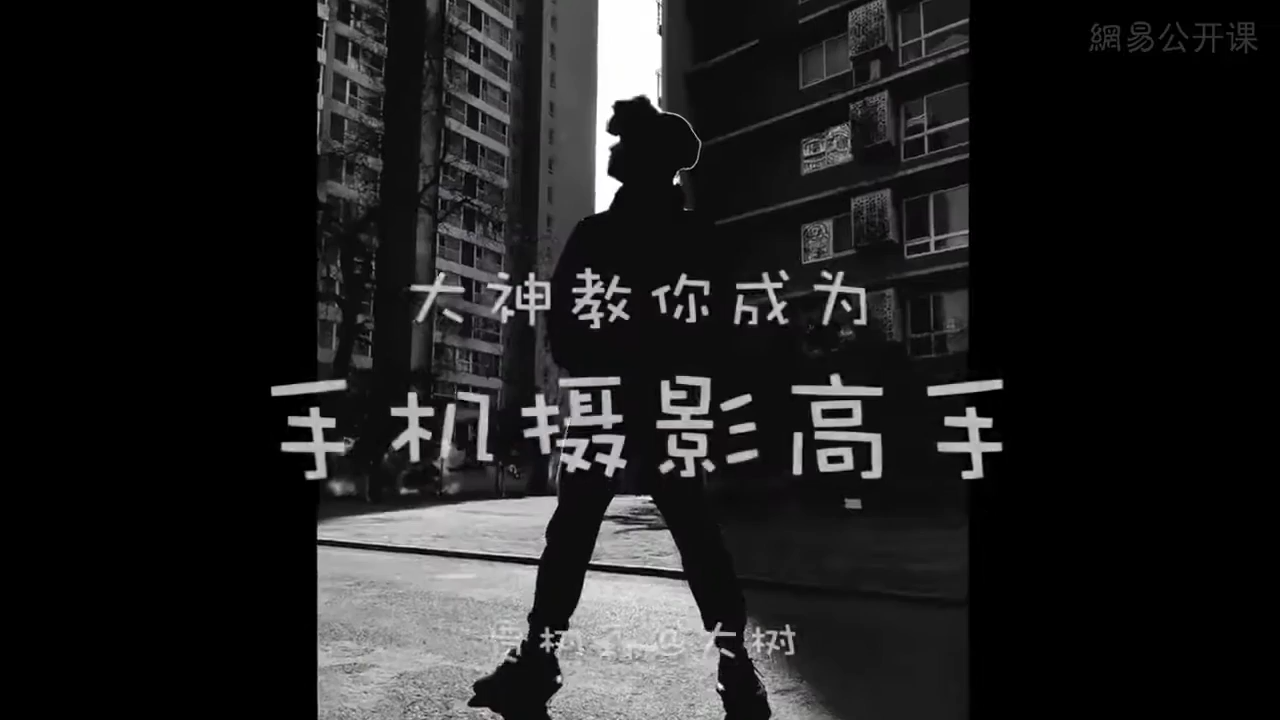 網易公开课
大神教你成为
手机摄影高手
@大树